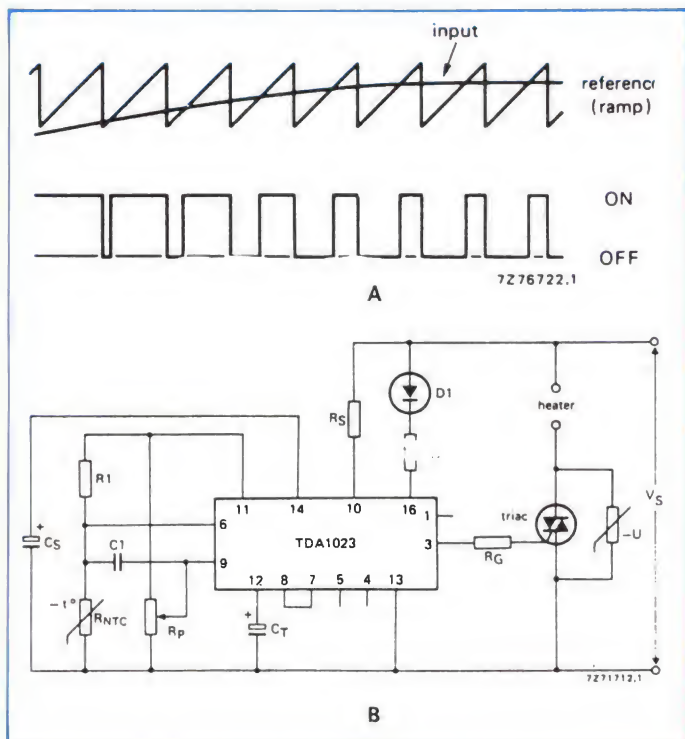 input
reference
(ramp)
ON
OFF
7Z76722.1
A
D1
RS
heater
R1
11 14 10 16
VS
6
1
triac
CS
TDA1023
3
C1
9
RG
-U
12 8 7 5 4 13
-t°
RNTC
RP
CT
7Z71712.1
B